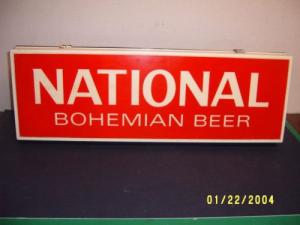 NATIONAL
BOHEMIAN BEER
01/22/2004